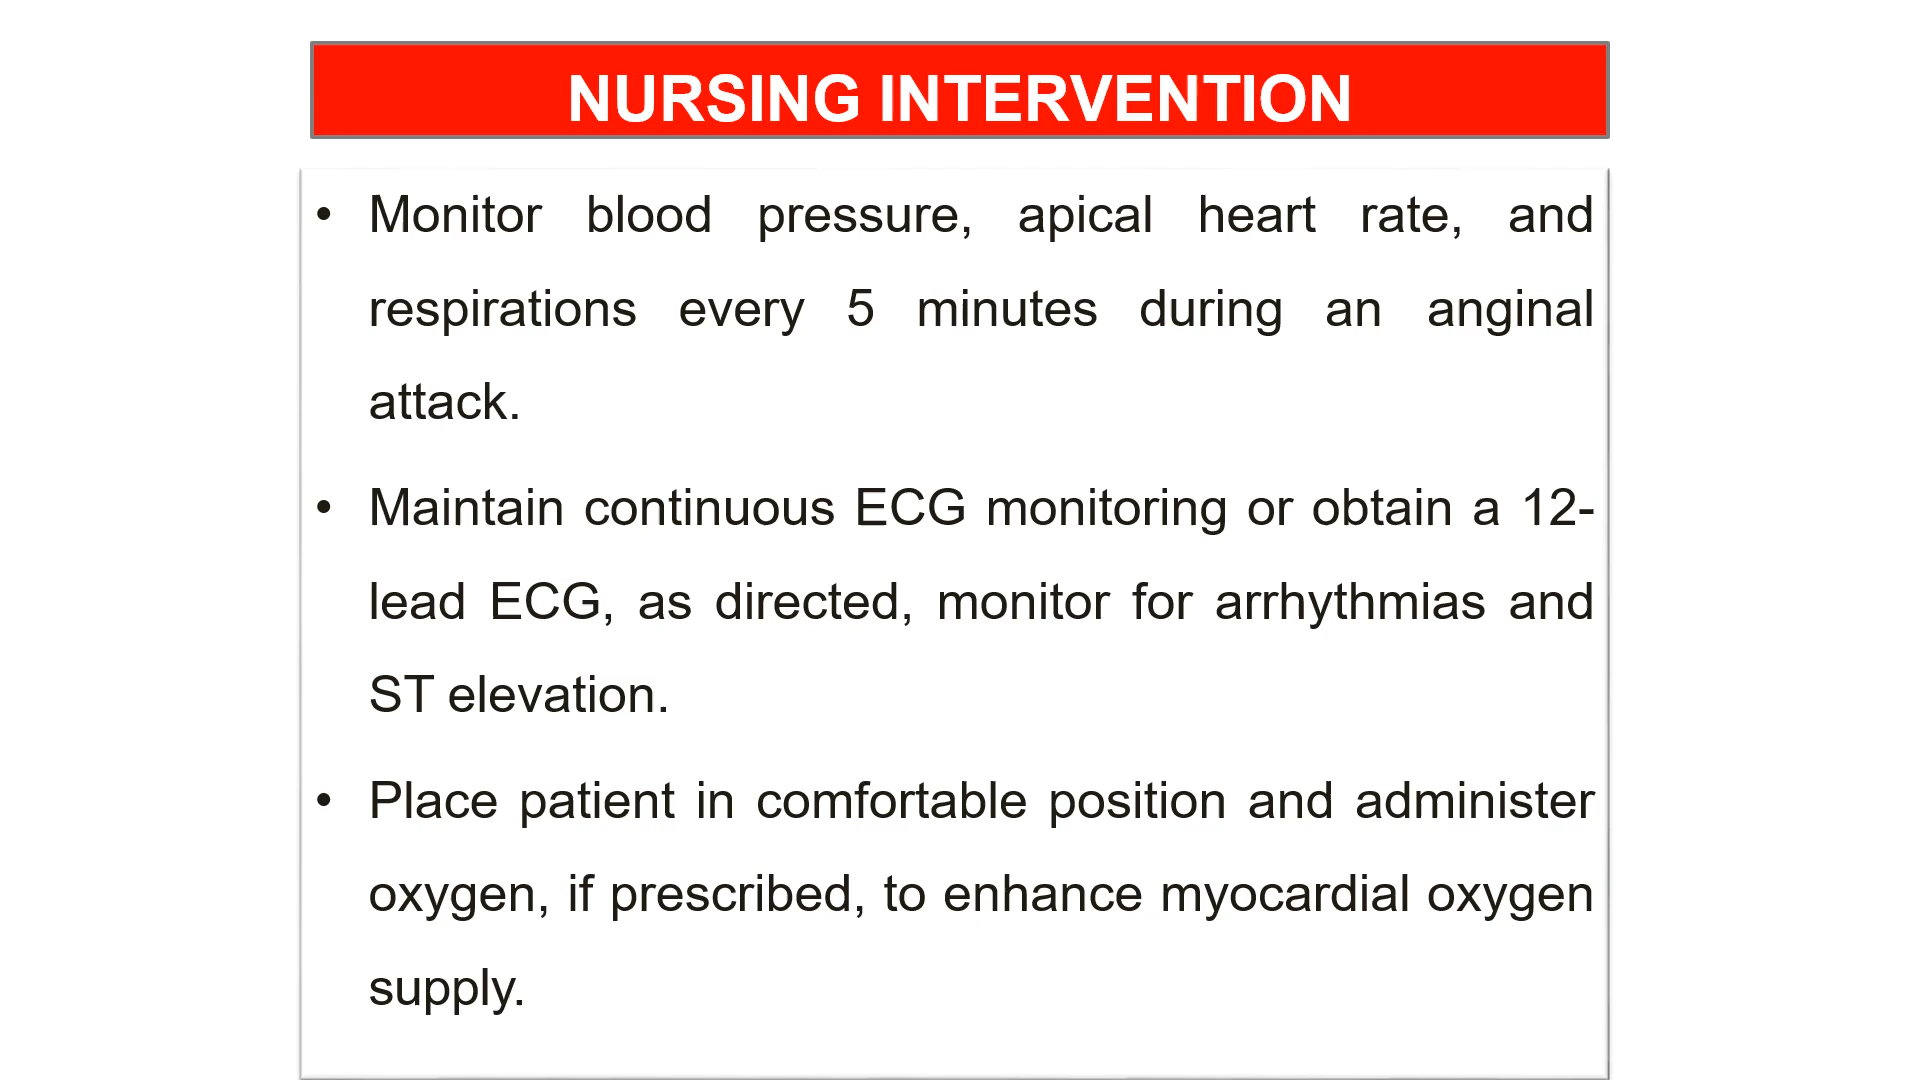 NURSING INTERVENTION
• Monitor blood pressure, apical heart rate, and
respirations every 5 minutes during an anginal
attack.
• Maintain continuous ECG monitoring or obtain a 12-
lead ECG, as directed, monitor for arrhythmias and
ST elevation.
• Place patient in comfortable position and administer
oxygen, if prescribed, to enhance myocardial oxygen
supply.